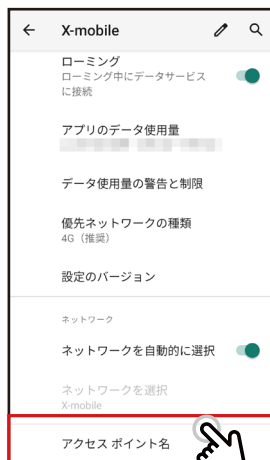 X-mobile
ローミング
ローミング中にデータサービス
に接続
アプリのデータ使用量
データ使用量の警告と制限
優先ネットワークの種類
4G（推奨）
設定のバージョン
ネットワーク
ネットワークを自動的に選択
ネットワークを選択
X-mobile
アクセス ポイント名